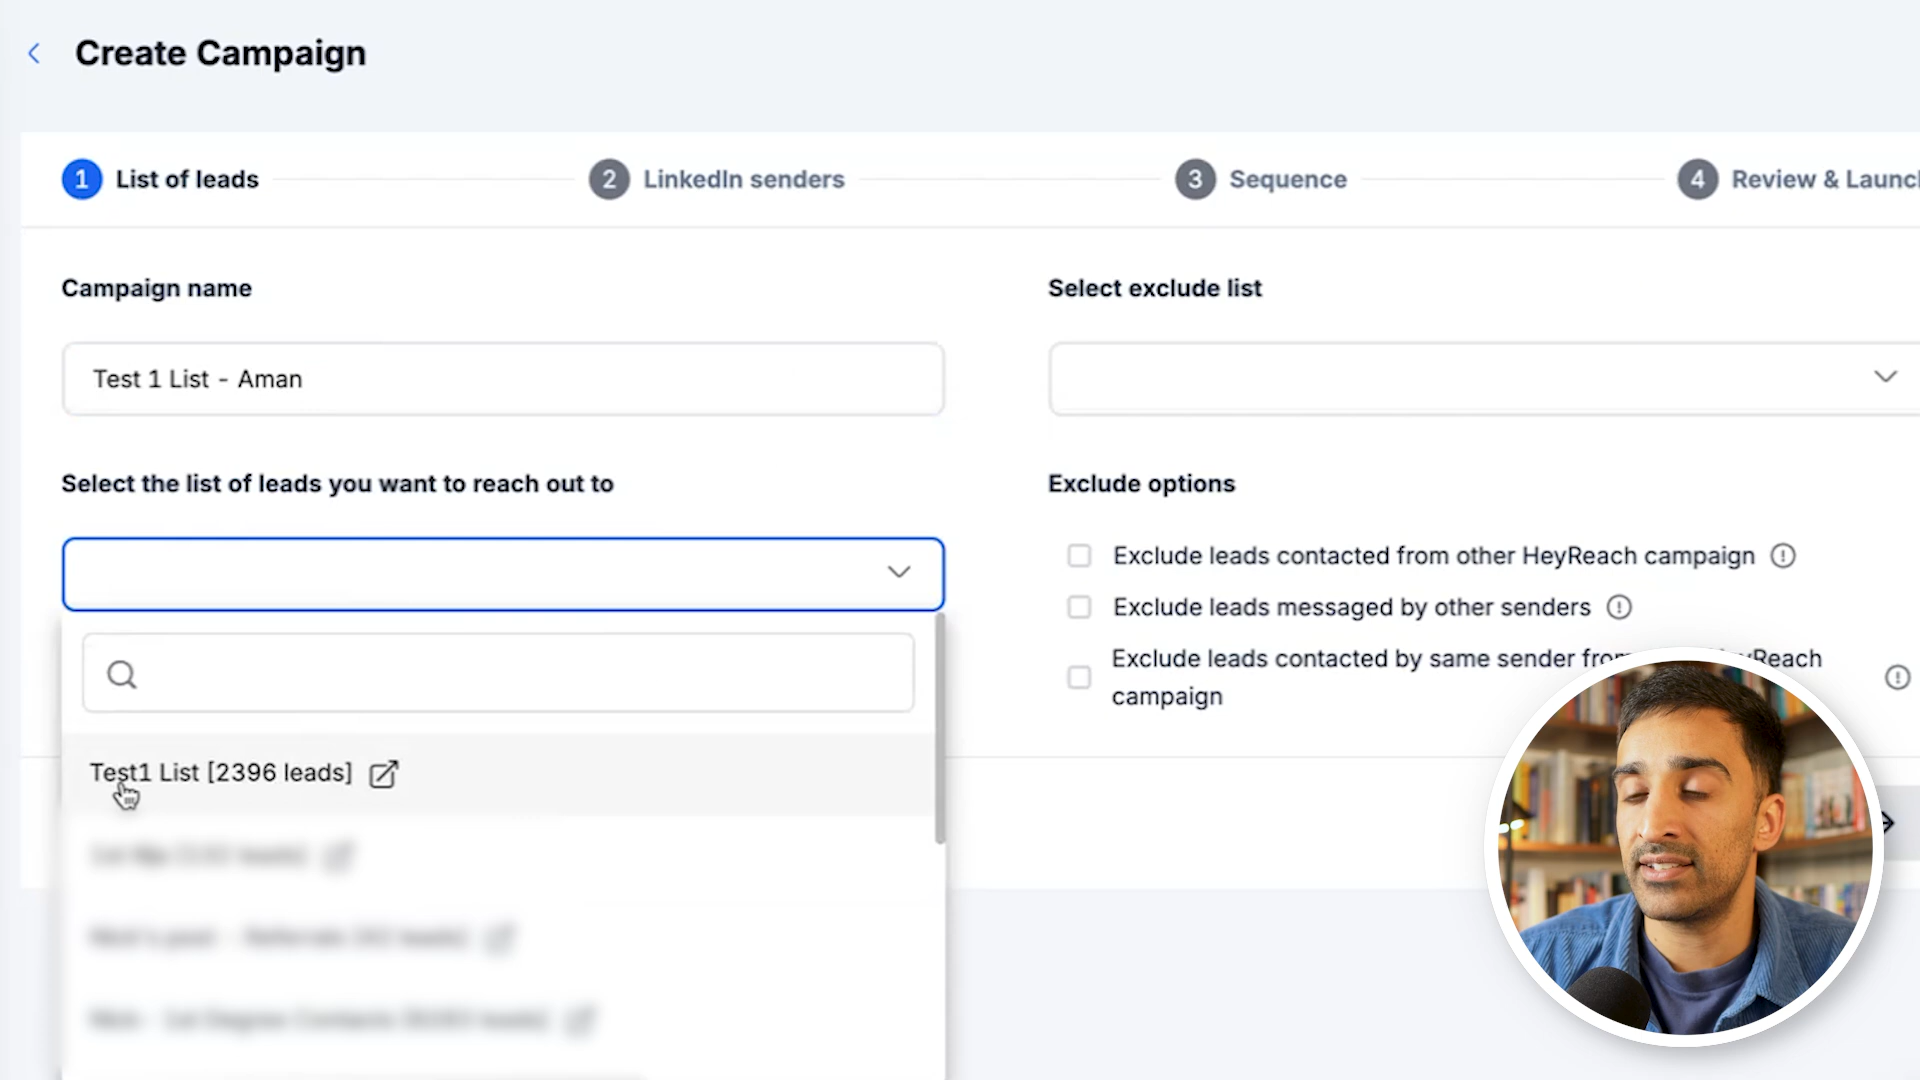 Create Campaign
1 List of leads
2 LinkedIn senders
3 Sequence
4 Review & Launch
Campaign name
Test 1 List - Aman
Select the list of leads you want to reach out to
Test1 List [2396 leads]
Select exclude list
Exclude options
Exclude leads contacted from other HeyReach campaign
Exclude leads messaged by other senders
Exclude leads contacted by same sender from HeyReach
campaign